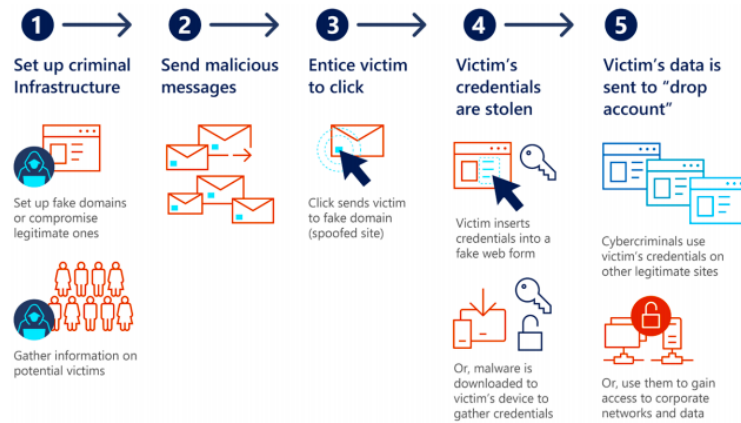 1
Set up criminal
Infrastructure
Set up fake domains
or compromise
legitimate ones
Gather information on
potential victims
2
Send malicious
messages
3
Entice victim
to click
Click sends victim
to fake domain
(spoofed site)
4
Victim's
credentials
are stolen
Victim inserts
credentials into a
fake web form
Or, malware is
downloaded to
victim's device to
gather credentials
5
Victim's data is
sent to “drop
account”
Cybercriminals use
victim's credentials on
other legitimate sites
Or, use them to gain
access to corporate
networks and data